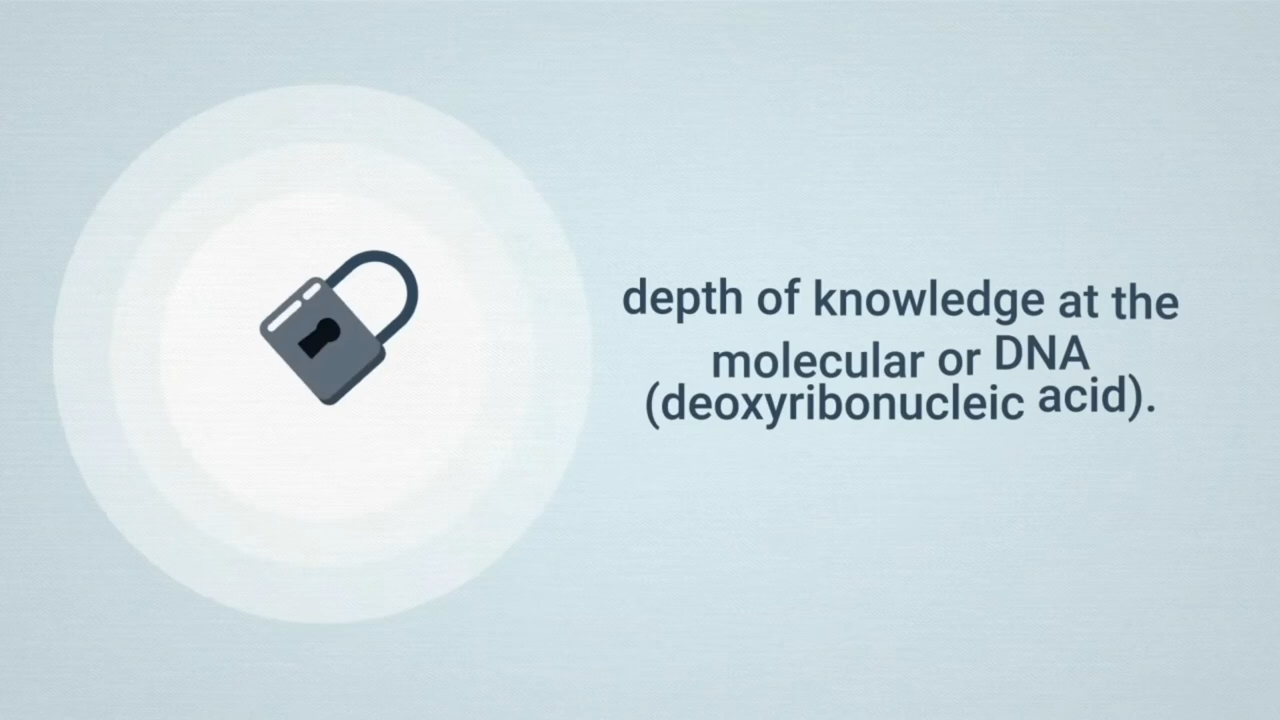 depth of knowledge at the
molecular or DNA
(deoxyribonucleic acid).